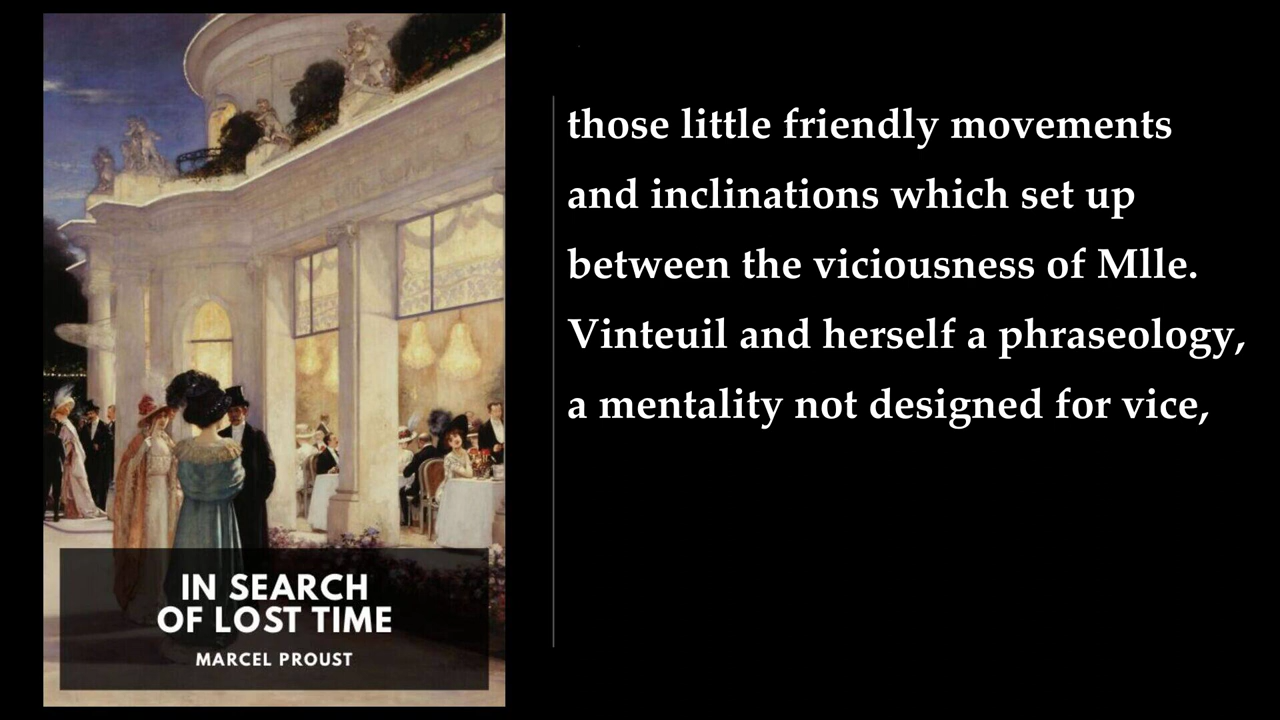 those little friendly movements
and inclinations which set up
between the viciousness of Mlle.
Vinteuil and herself a phraseology,
a mentality not designed for vice,
IN SEARCH
OF LOST TIME
MARCEL PROUST